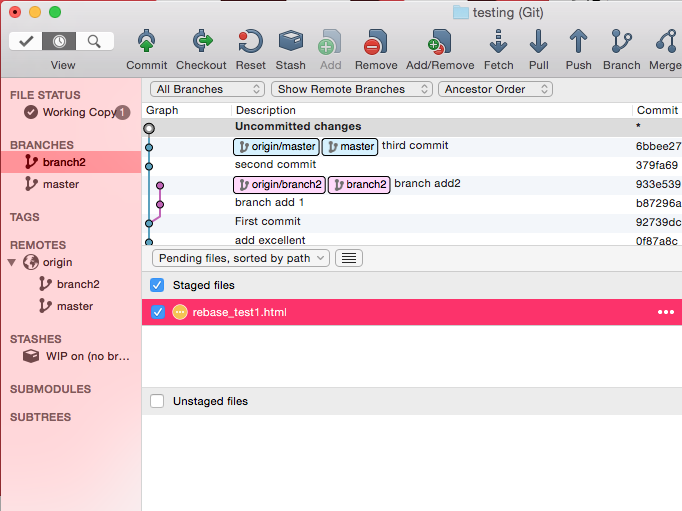 testing (Git)
View
Commit Checkout Reset Stash Add Remove Add/Remove Fetch Pull Push Branch Merge
All Branches Show Remote Branches Ancestor Order
FILE STATUS
Working Copy 1
BRANCHES
branch2
master
TAGS
REMOTES
origin
branch2
master
STASHES
WIP on (no br…
SUBMODULES
SUBTREES
Graph Description Commit
Uncommitted changes *
origin/master master third commit 6bbee27
second commit 379fa69
origin/branch2 branch2 branch add2 933e539
branch add 1 b87296a
First commit 92739dc
add excellent 0f87a8c
Pending files, sorted by path
Staged files
rebase_test1.html
Unstaged files